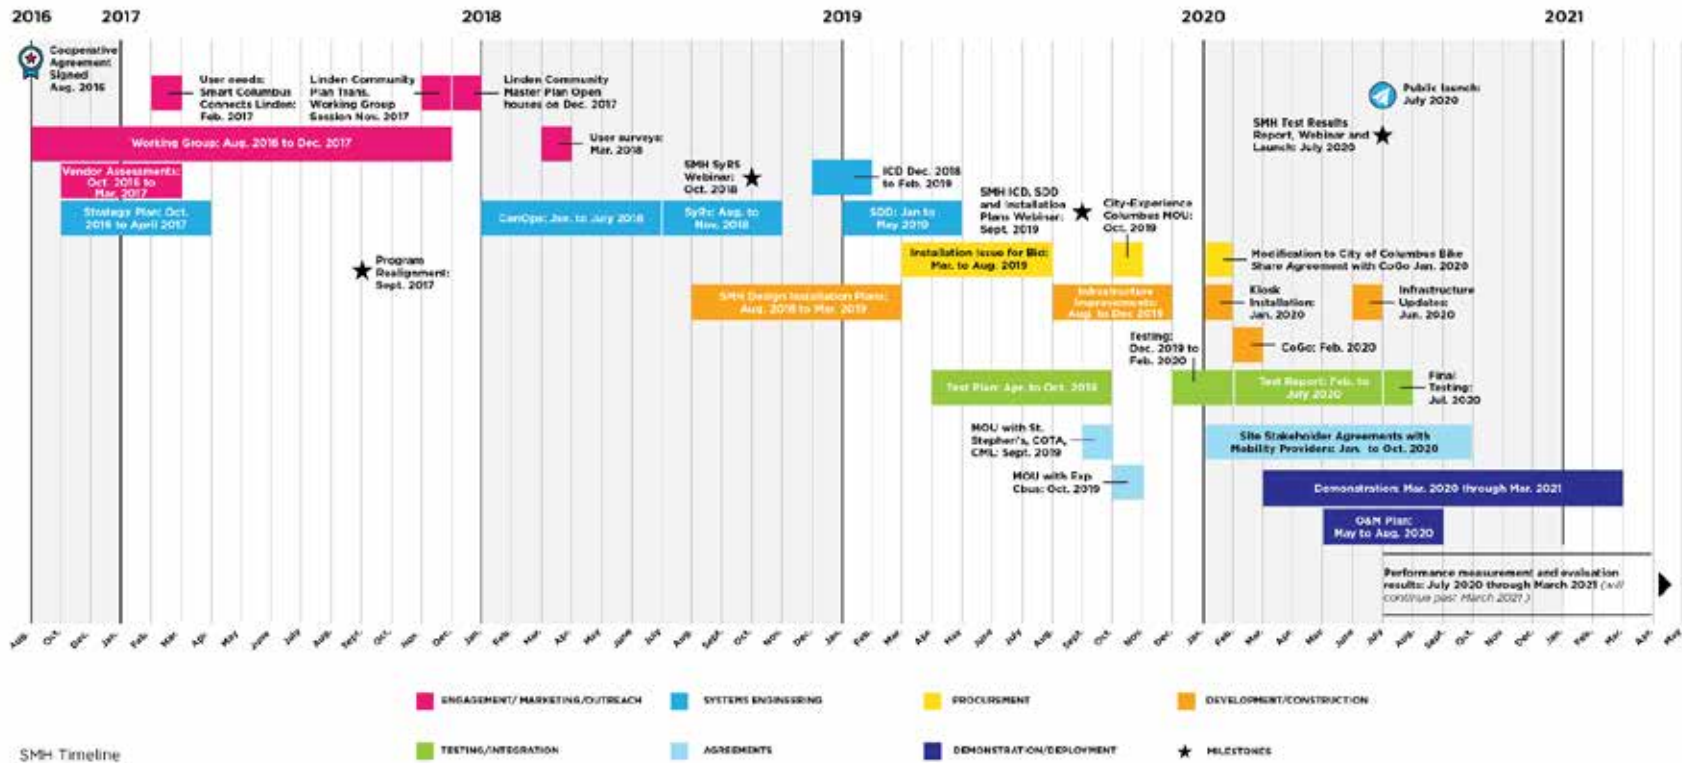 2016
2017
2018
2019
2020
2021
Cooperative
Agreement
Signed
Aug. 2016
User needs:
Smart Columbus
Connects Linden:
Feb. 2017
Linden Community
Plan Trans.
Working Group
Session Nov. 2017
Linden Community
Master Plan Open
houses on Dec. 2017
Public launch:
July 2020
SMH Test Results
Report, Webinar and
Launch: July 2020
Working Group: Aug. 2016 to Dec. 2017
User surveys:
Mar. 2018
Vendor Assessments:
Oct. 2016 to
Mar. 2017
SMH SyRS
Webinar:
Oct. 2018
ICD Dec. 2018
to Feb. 2019
Strategy Plan: Oct.
2016 to April 2017
ConOps: Jan. to July 2018
SyRs: Aug. to
Nov. 2018
SDD: Jan to
May 2019
SMH ICD, SDD
and Installation
Plans Webinar:
Sept. 2019
City-Experience
Columbus MOU:
Oct. 2019
Program
Realignment:
Sept. 2017
Installation Issue for Bid:
Mar. to Aug. 2019
Modification to City of Columbus Bike
Share Agreement with CoGo Jan. 2020
SMH Design Installation Plans:
Aug. 2018 to Mar. 2019
Infrastructure
Improvements:
Aug. to Dec 2019
Kiosk
Installation:
Jan. 2020
Infrastructure
Updates:
Jun. 2020
Testing:
Dec. 2019 to
Feb. 2020
CoGo: Feb. 2020
Test Plan: Apr. to Oct. 2019
Test Report: Feb. to
July 2020
Final
Testing:
Jul. 2020
MOU with St.
Stephen's, COTA,
CML: Sept. 2019
Site Stakeholder Agreements with
Mobility Providers: Jan. to Oct. 2020
MOU with Exp
Cbus: Oct. 2019
Demonstration: Mar. 2020 through Mar. 2021
O&M Plan:
May to Aug. 2020
Performance measurement and evaluation
results: July 2020 through March 2021 (will
continue past March 2021)
Aug. Oct. Dec. Jan. Feb. Mar. Apr. May June July Aug. Sept. Oct. Nov. Dec. Jan. Feb. Mar. Apr. May June July Aug. Sept. Oct. Nov. Dec. Jan. Feb. Mar. Apr. May June July Aug. Sept. Oct. Nov. Dec. Jan. Feb. Mar. Apr. May June July Aug. Sept. Oct. Nov. Dec. Jan. Feb. Mar. Apr. May
ENGAGEMENT/ MARKETING/OUTREACH
SYSTEMS ENGINEERING
PROCUREMENT
DEVELOPMENT/CONSTRUCTION
TESTING/INTEGRATION
AGREEMENTS
DEMONSTRATION/DEPLOYMENT
MILESTONES
SMH Timeline